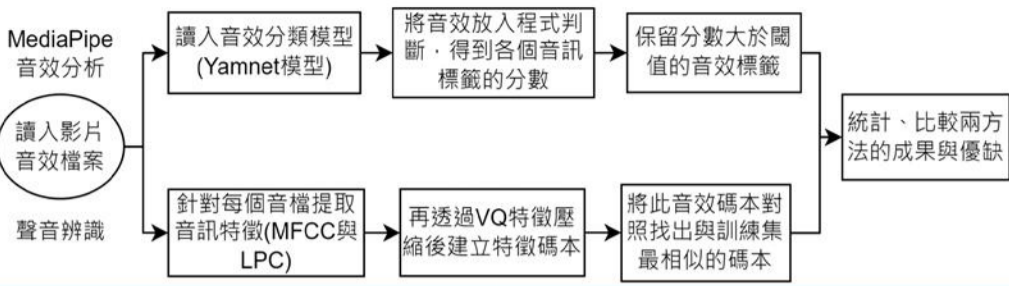 MediaPipe
音效分析
讀入影片
音效檔案
聲音辨識
讀入音效分類模型
(Yamnet模型)
將音效放入程式判
斷，得到各個音訊
標籤的分數
保留分數大於閾
值的音效標籤
針對每個音檔提取
音訊特徵(MFCC與
LPC)
再透過VQ特徵壓
縮後建立特徵碼本
將此音效碼本對
照找出與訓練集
最相似的碼本
統計、比較兩方
法的成果與優缺